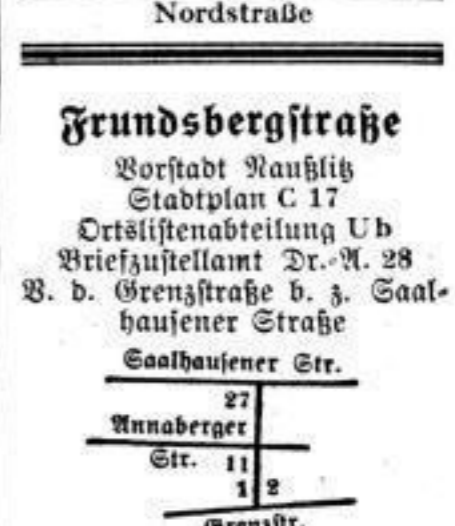 Nordstraße
Frundsbergstraße
Vorstadt Naußlitz
Stadtplan C 17
Ortslistenabteilung U b
Briefzustellamt Dr.-A. 28
V. d. Grenzstraße b. z. Saal-
hausener Straße
Saalhausener Str.
27
Annaberger
Str. 11
1 2
Grenzstr.